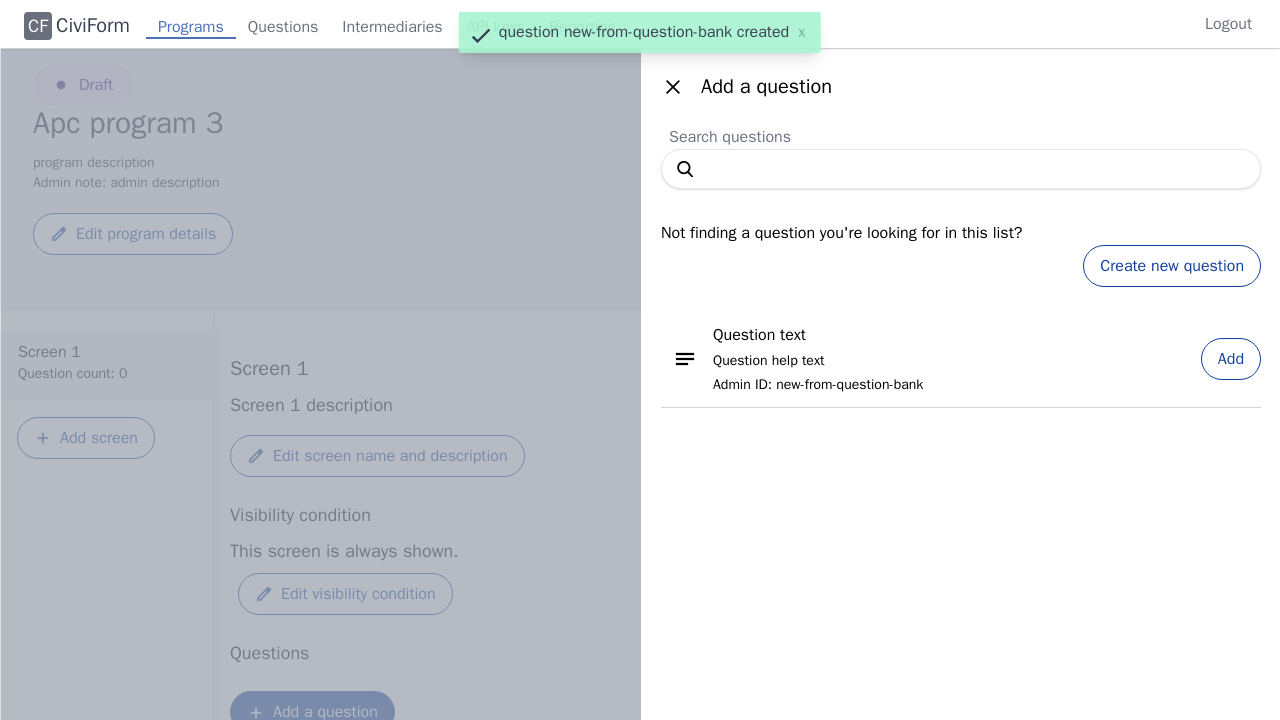 CF CiviForm Programs Questions Intermediaries API keys Reporting Logout
question new-from-question-bank created x
Draft
Apc program 3
program description
Admin note: admin description
Edit program details
Screen 1
Question count: 0
Add screen
Screen 1
Screen 1 description
Edit screen name and description
Visibility condition
This screen is always shown.
Edit visibility condition
Questions
Add a question
Add a question
Search questions
Not finding a question you're looking for in this list?
Create new question
Question text
Question help text
Admin ID: new-from-question-bank
Add